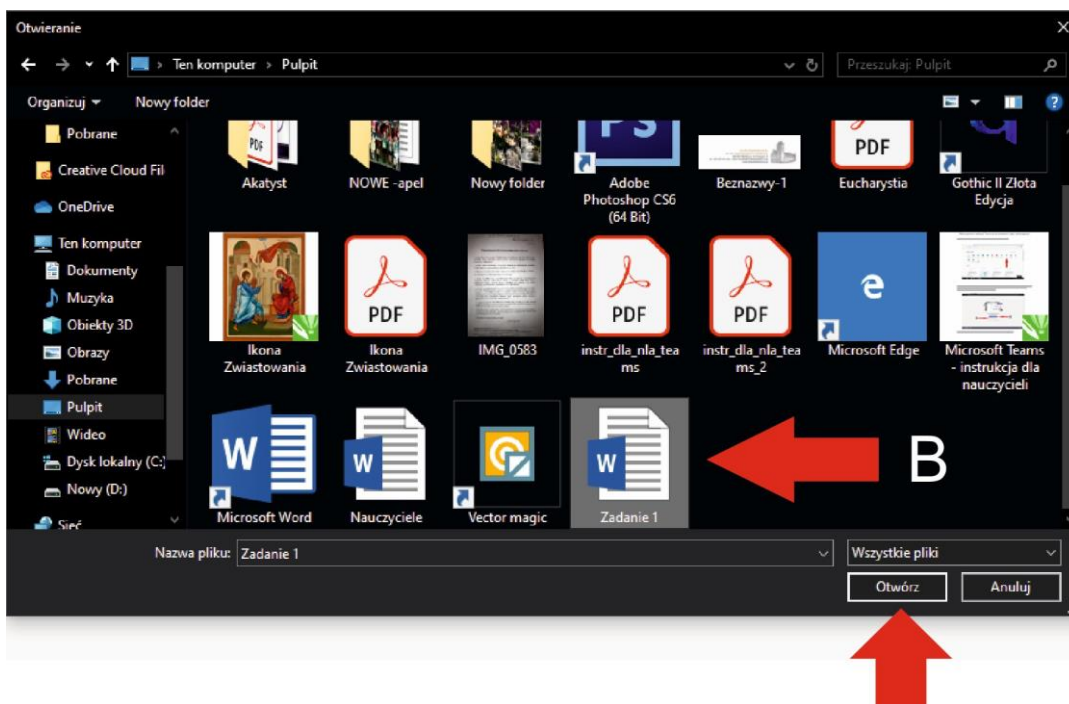 Otwieranie
Ten komputer > Pulpit
Przeszukaj: Pulpit
Organizuj
Nowy folder
Pobrane
Creative Cloud Fil
OneDrive
Ten komputer
Dokumenty
Muzyka
Obiekty 3D
Obrazy
Pobrane
Pulpit
Wideo
Dysk lokalny (C:)
Nowy (D:)
Sieć
PDF
PS
PDF
Akatyst
NOWE -apel
Nowy folder
Adobe
Photoshop CS6
(64 Bit)
Beznazwy-1
Eucharystia
Gothic II Złota
Edycja
PDF
PDF
PDF
e
Ikona
Zwiastowania
Ikona
Zwiastowania
IMG_0583
instr_dla_nla_tea
ms
instr_dla_nla_tea
ms_2
Microsoft Edge
Microsoft Teams
- instrukcja dla
nauczycieli
W
W
W
B
Microsoft Word
Nauczyciele
Vector magic
Zadanie 1
Nazwa pliku:
Zadanie 1
Wszystkie pliki
Otwórz
Anuluj